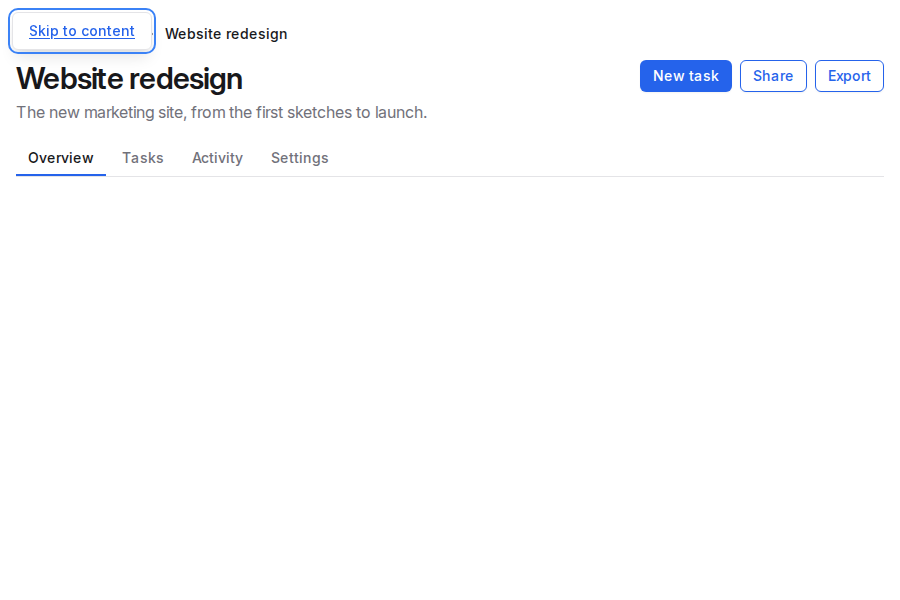 Skip to content
Website redesign
Website redesign
New task Share Export
The new marketing site, from the first sketches to launch.
Overview Tasks Activity Settings